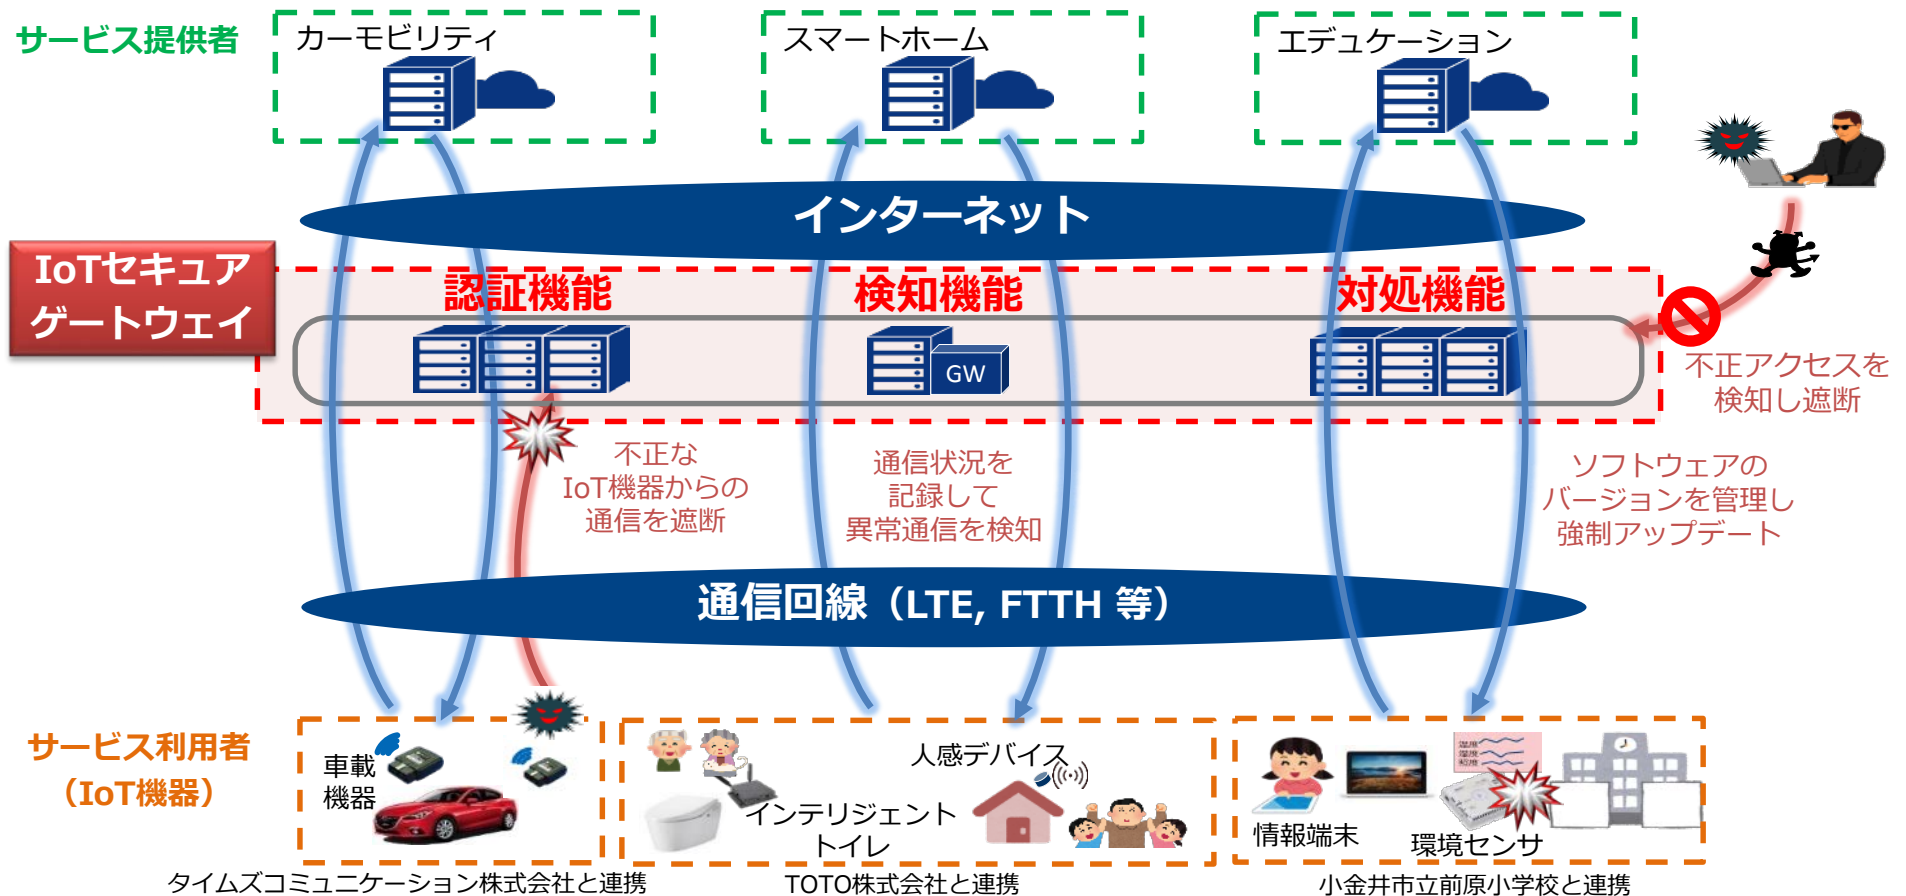 サービス提供者
カーモビリティ
スマートホーム
エデュケーション
インターネット
IoTセキュア
ゲートウェイ
認証機能
検知機能
対処機能
GW
不正アクセスを
検知し遮断
不正な
IoT機器からの
通信を遮断
通信状況を
記録して
異常通信を検知
ソフトウェアの
バージョンを管理し
強制アップデート
通信回線（LTE, FTTH 等）
サービス利用者
（IoT機器）
車載
機器
人感デバイス
インテリジェント
トイレ
温度
湿度
照度
情報端末
環境センサ
タイムズコミュニケーション株式会社と連携
TOTO株式会社と連携
小金井市立前原小学校と連携